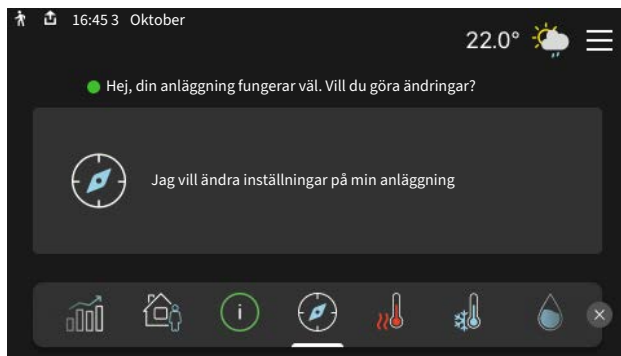 16:45 3 Oktober
22.0°
Hej, din anläggning fungerar väl. Vill du göra ändringar?
Jag vill ändra inställningar på min anläggning
i